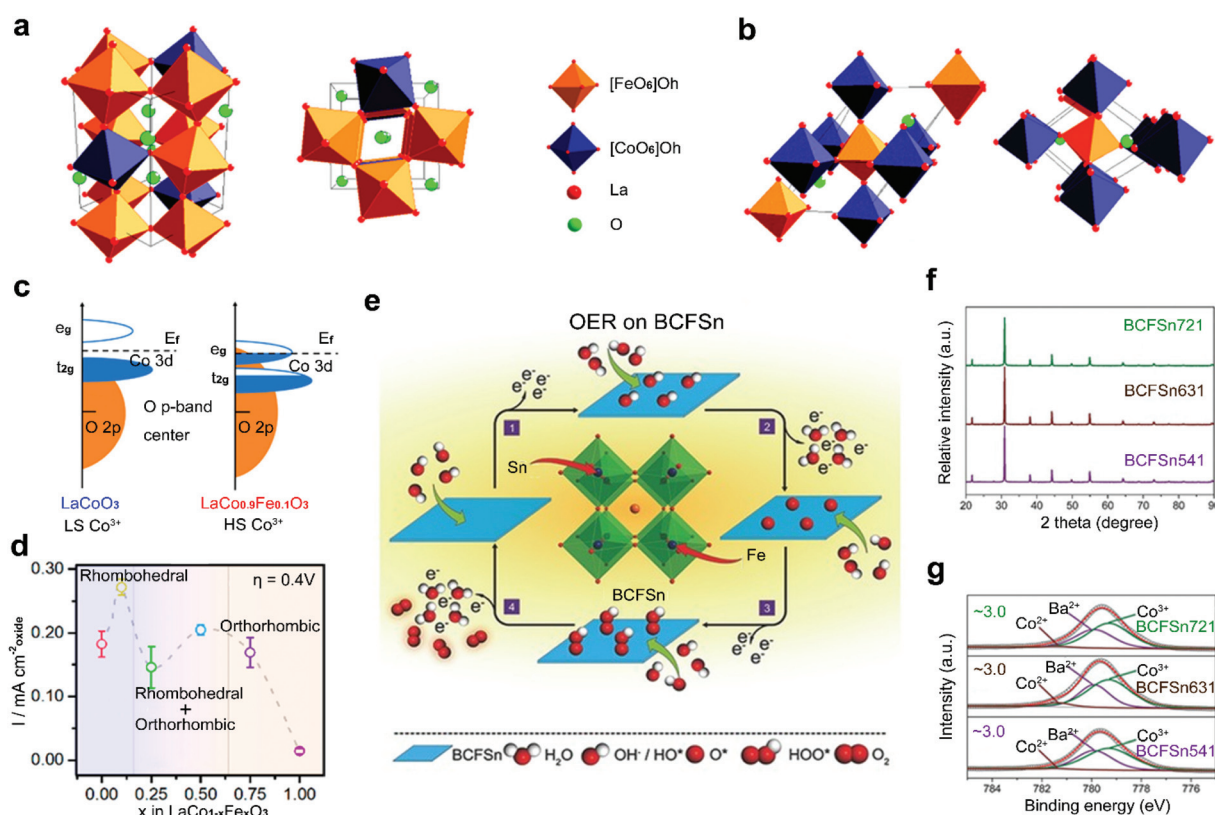 a
[FeO₆]Oh
[CoO₆]Oh
La
O
b
c
eg
Ef
Co 3d
t2g
O p-band
O 2p
center
LaCoO₃
LS Co³⁺
eg
Ef
Co 3d
t2g
O 2p
LaCo0.9Fe0.1O₃
HS Co³⁺
d
I / mA cm⁻²oxide
0.30
0.20
0.10
0.00
Rhombohedral
η = 0.4V
Orthorhombic
Rhombohedral
+
Orthorhombic
0.00 0.25 0.50 0.75 1.00
x in LaCo1-xFexO3
e
OER on BCFSn
e⁻ e⁻
e⁻ e⁻
1
2
e⁻
e⁻ e⁻
e⁻
Sn
Fe
BCFSn
e⁻
e⁻ e⁻
e⁻
4
3
e⁻ e⁻
e⁻ e⁻
BCFSn H₂O OH⁻ / HO* O* HOO* O₂
f
Relative intensity (a.u.)
BCFSn721
BCFSn631
BCFSn541
20 30 40 50 60 70 80 90
2 theta (degree)
g
Intensity (a.u.)
~3.0
Co²⁺ Ba²⁺ Co³⁺
BCFSn721
~3.0
Co²⁺ Ba²⁺ Co³⁺
BCFSn631
~3.0
Co²⁺ Ba²⁺ Co³⁺
BCFSn541
784 782 780 778 776
Binding energy (eV)